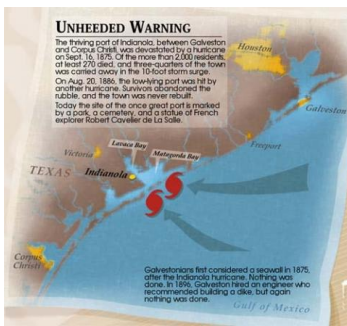 UNHEEDED WARNING
The thriving port of Indianola, between Galveston
and Corpus Christi, was devastated by a hurricane
on Sept. 16, 1875. Of the more than 2,000 residents,
at least 270 died, and three-quarters of the town
was carried away in the 10-foot storm surge.
On Aug. 20, 1886, the low-lying port was hit by
another hurricane. Survivors abandoned the
rubble, and the town was never rebuilt.
Today the site of the once great port is marked
by a park, a cemetery, and a statue of French
explorer Robert Cavelier de La Salle.
Houston
Galveston
Freeport
Lavaca Bay
Matagorda Bay
Victoria
TEXAS
Indianola
Corpus
Christi
Galvestonians first considered a seawall in 1875,
after the Indianola hurricane. Nothing was
done. In 1896, Galveston hired an engineer who
recommended building a dike, but again
nothing was done.
Gulf of Mexico